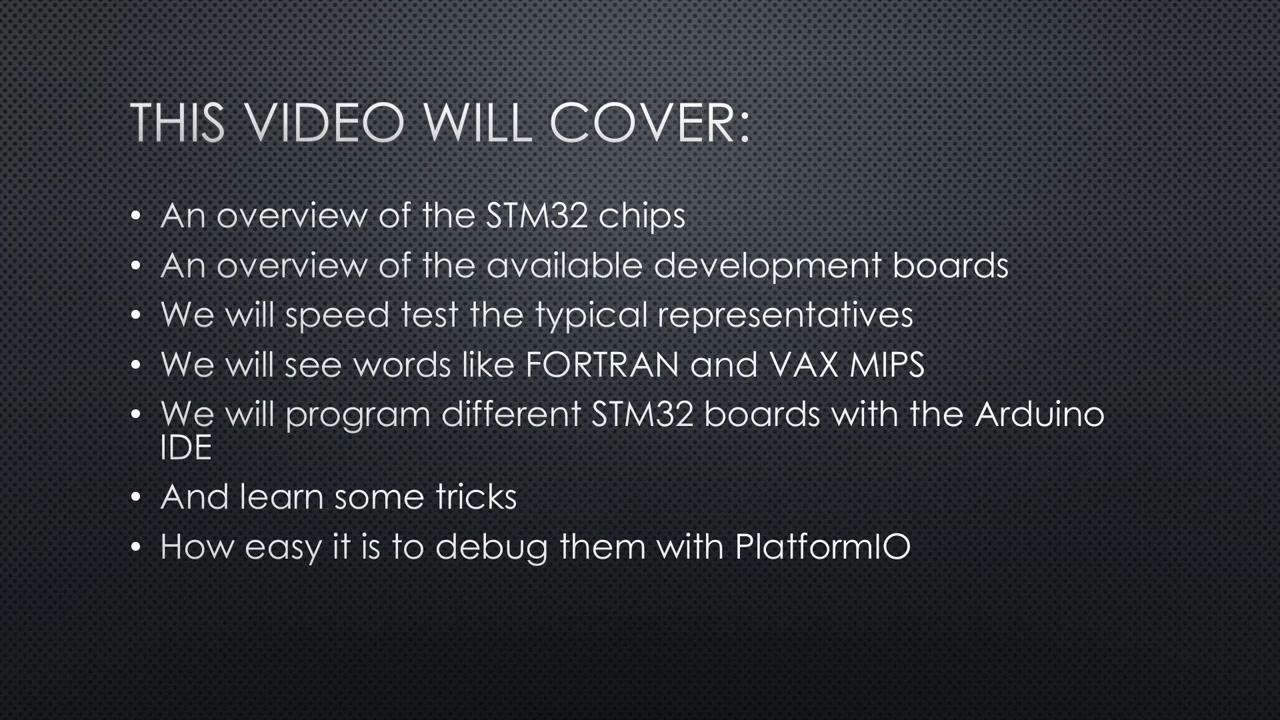 THIS VIDEO WILL COVER:
• An overview of the STM32 chips
• An overview of the available development boards
• We will speed test the typical representatives
• We will see words like FORTRAN and VAX MIPS
• We will program different STM32 boards with the Arduino
IDE
• And learn some tricks
• How easy it is to debug them with PlatformIO